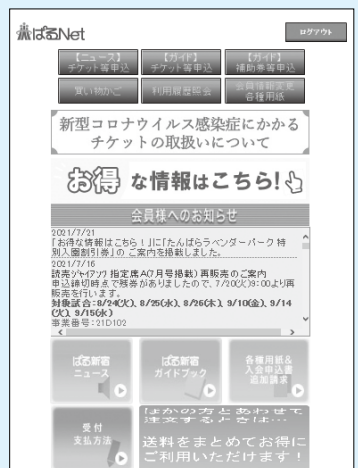 ぱるNet
ログアウト
【ニュース】
チケット等申込
【ガイド】
チケット等申込
【ガイド】
補助券等申込
買い物かご
利用履歴照会
会員情報変更
各種用紙
新型コロナウイルス感染症にかかる
チケットの取扱いに
ついて
お得な情報はこちら!
会員様へのお知らせ
2021/7/21
「お得な情報はこちら!」に「たんばらラベンダーパーク 特
別入園割引券」の ご案内を掲載しました。
2021/7/16
読売ジャイアンツ 指定席A(7月号掲載) 再販売のご案内
申込締切時点で残券がありましたので、7/20(火)9:00より再
販売を行います。
対象試合:8/24(火)、8/25(水)、8/26(木)、9/10(金)、9/14
(火)、9/15(水)
事業番号:21D102
ぱる新宿
ニュース
ぱる新宿
ガイドブック
各種用紙&
入会申込書
追加請求
受付
支払方法
ほかの方とあわせて
注文するときは…
送料をまとめてお得に
ご利用いただけます!